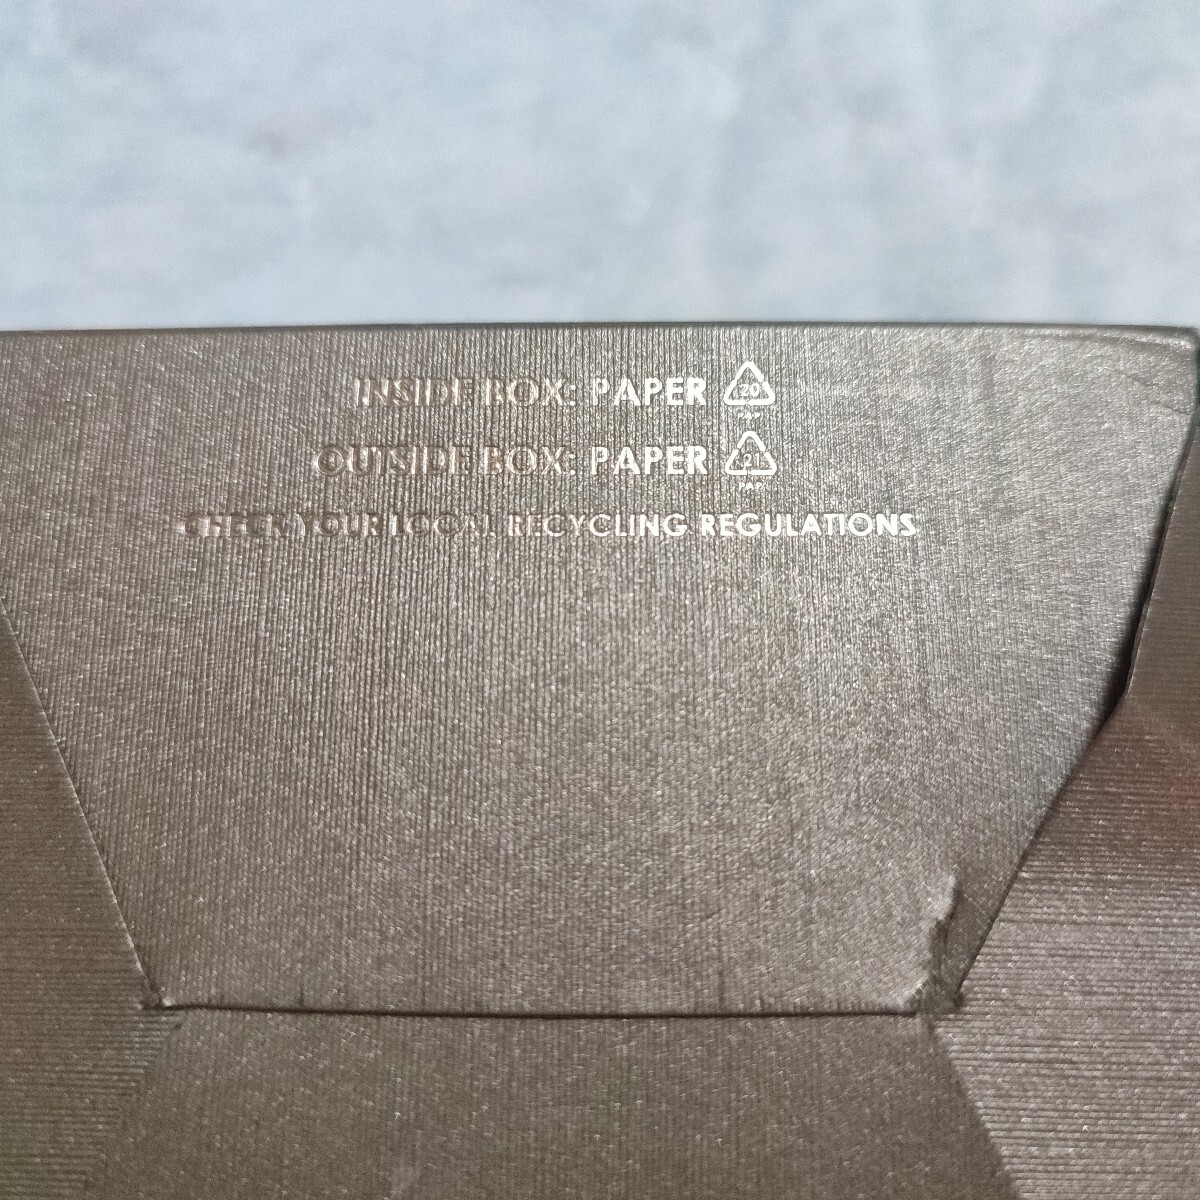 INSIDE BOX: PAPER 20 PAP
OUTSIDE BOX: PAPER 21 PAP
CHECK YOUR LOCAL RECYCLING REGULATIONS